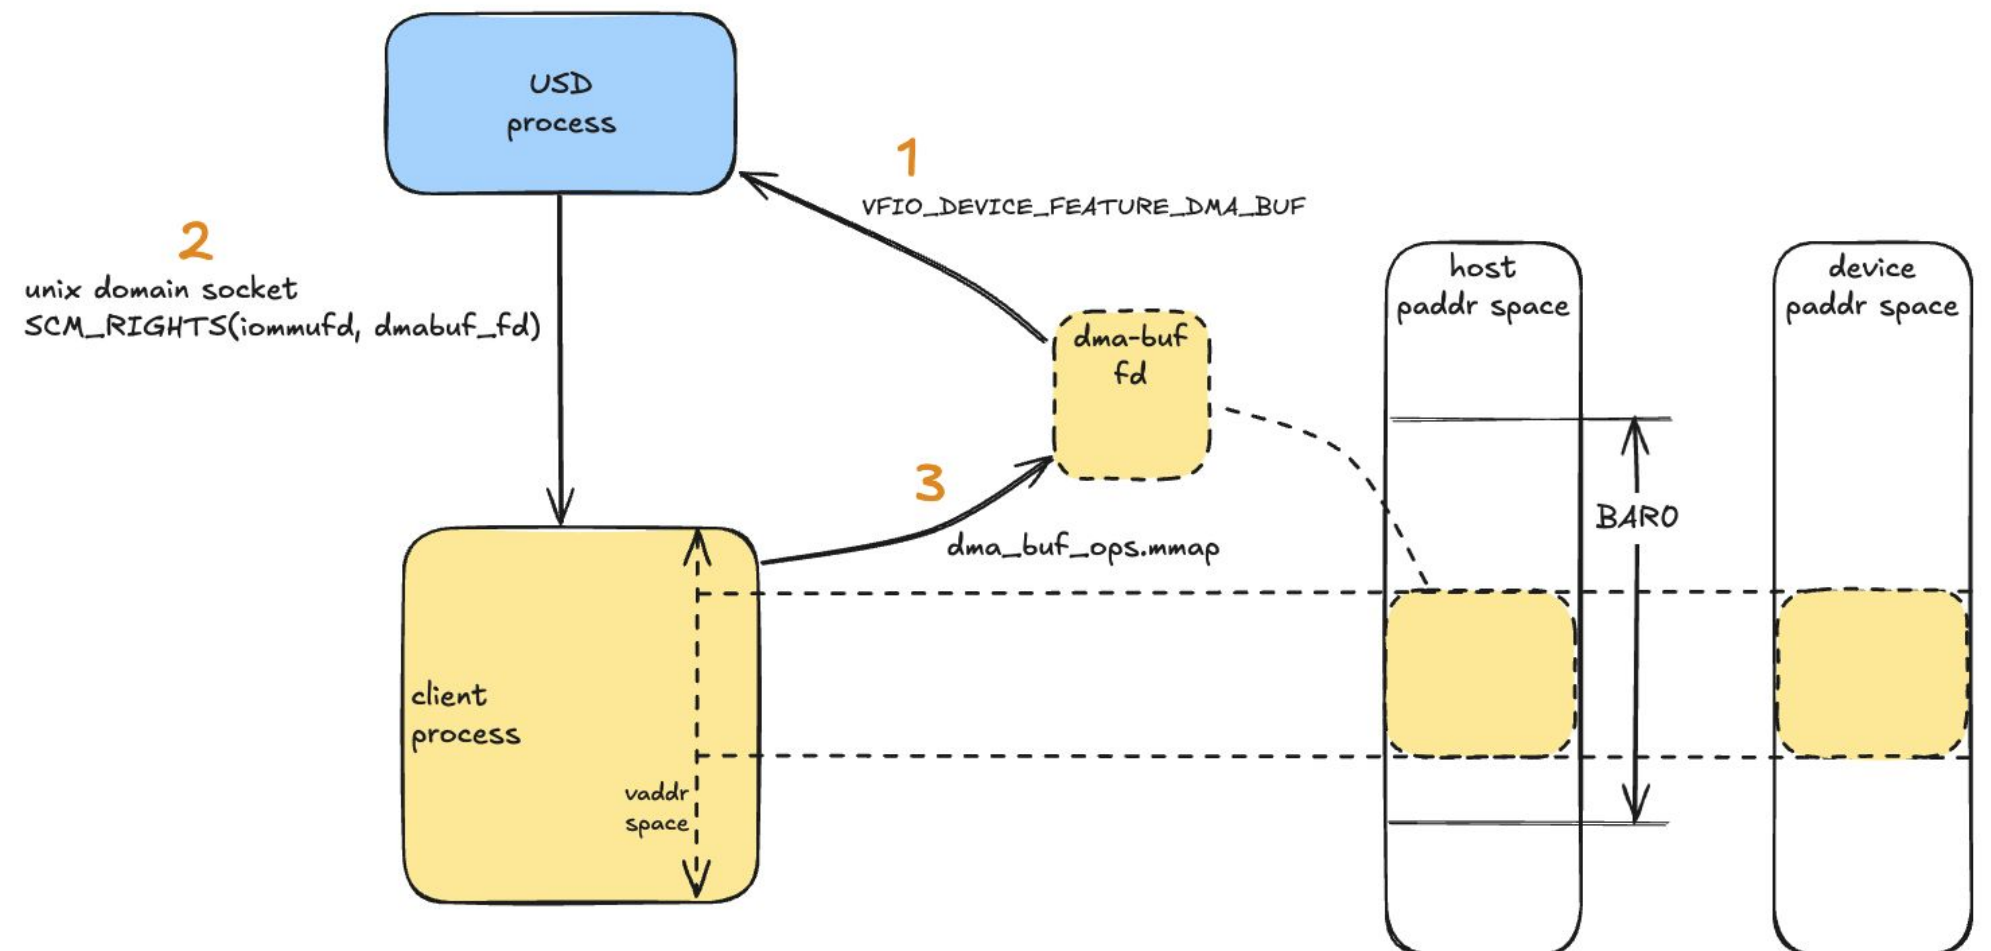 USD
process
1
VFIO_DEVICE_FEATURE_DMA_BUF
2
unix domain socket
SCM_RIGHTS(iommufd, dmabuf_fd)
host
paddr space
device
paddr space
dma-buf
fd
3
dma_buf_ops.mmap
BAR0
client
process
vaddr
space